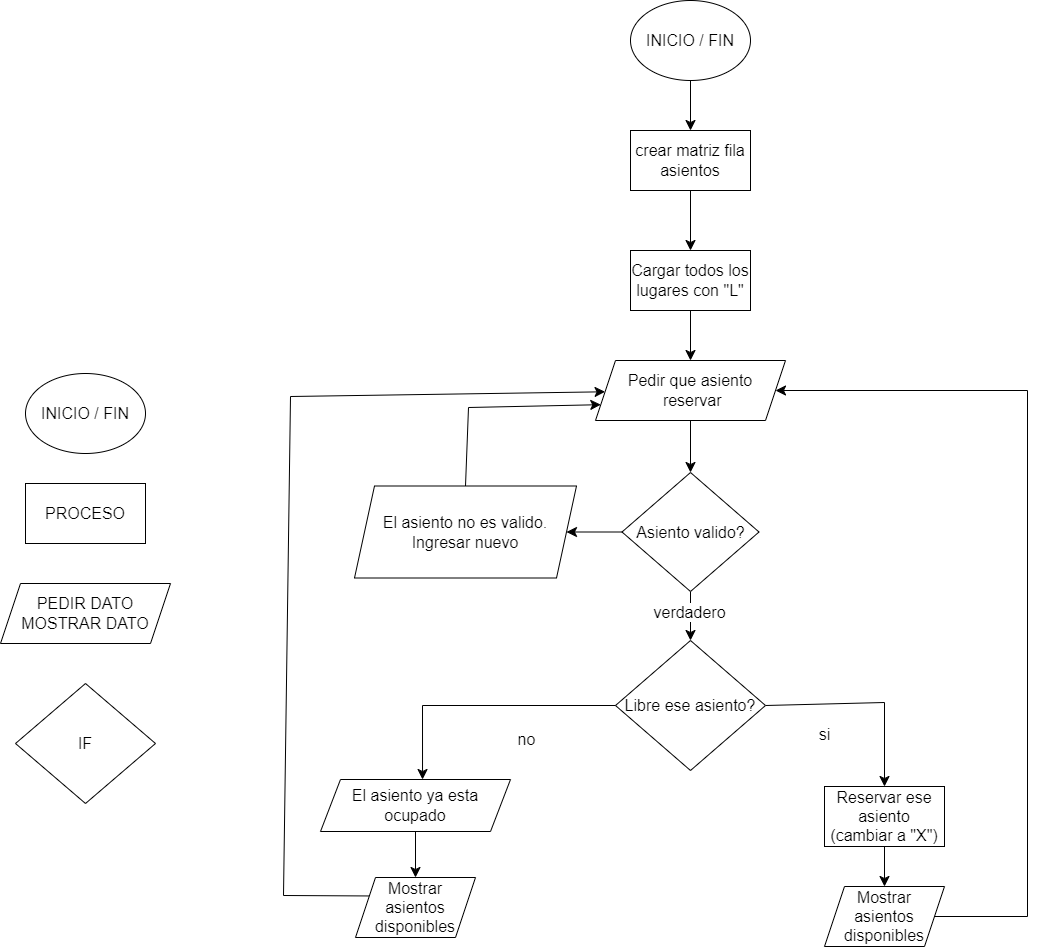 INICIO / FIN
crear matriz fila
asientos
Cargar todos los
lugares con "L"
Pedir que asiento
reservar
Asiento valido?
El asiento no es valido.
Ingresar nuevo
verdadero
Libre ese asiento?
no
si
El asiento ya esta
ocupado
Mostrar
asientos
disponibles
Reservar ese
asiento
(cambiar a "X")
Mostrar
asientos
disponibles
INICIO / FIN
PROCESO
PEDIR DATO
MOSTRAR DATO
IF